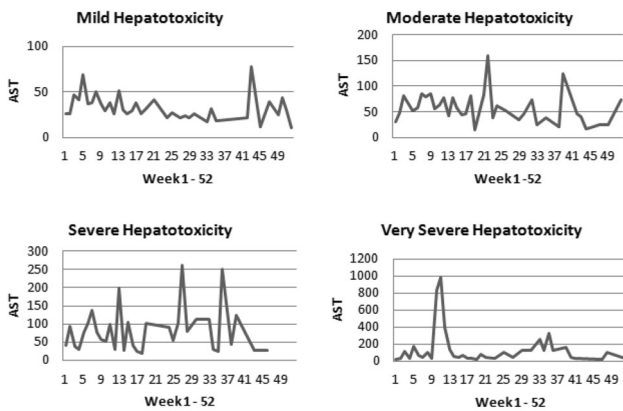 Mild Hepatotoxicity
100
50
0
AST
1 5 9 13 17 21 25 29 33 37 41 45 49
Week1 - 52
Moderate Hepatotoxicity
200
150
100
50
0
AST
1 5 9 13 17 21 25 29 33 37 41 45 49
Week1 - 52
Severe Hepatotoxicity
300
250
200
150
100
50
0
AST
1 5 9 13 17 21 25 29 33 37 41 45 49
Week1 - 52
Very Severe Hepatotoxicity
1200
1000
800
600
400
200
0
AST
1 5 9 13 17 21 25 29 33 37 41 45 49
Week1 - 52